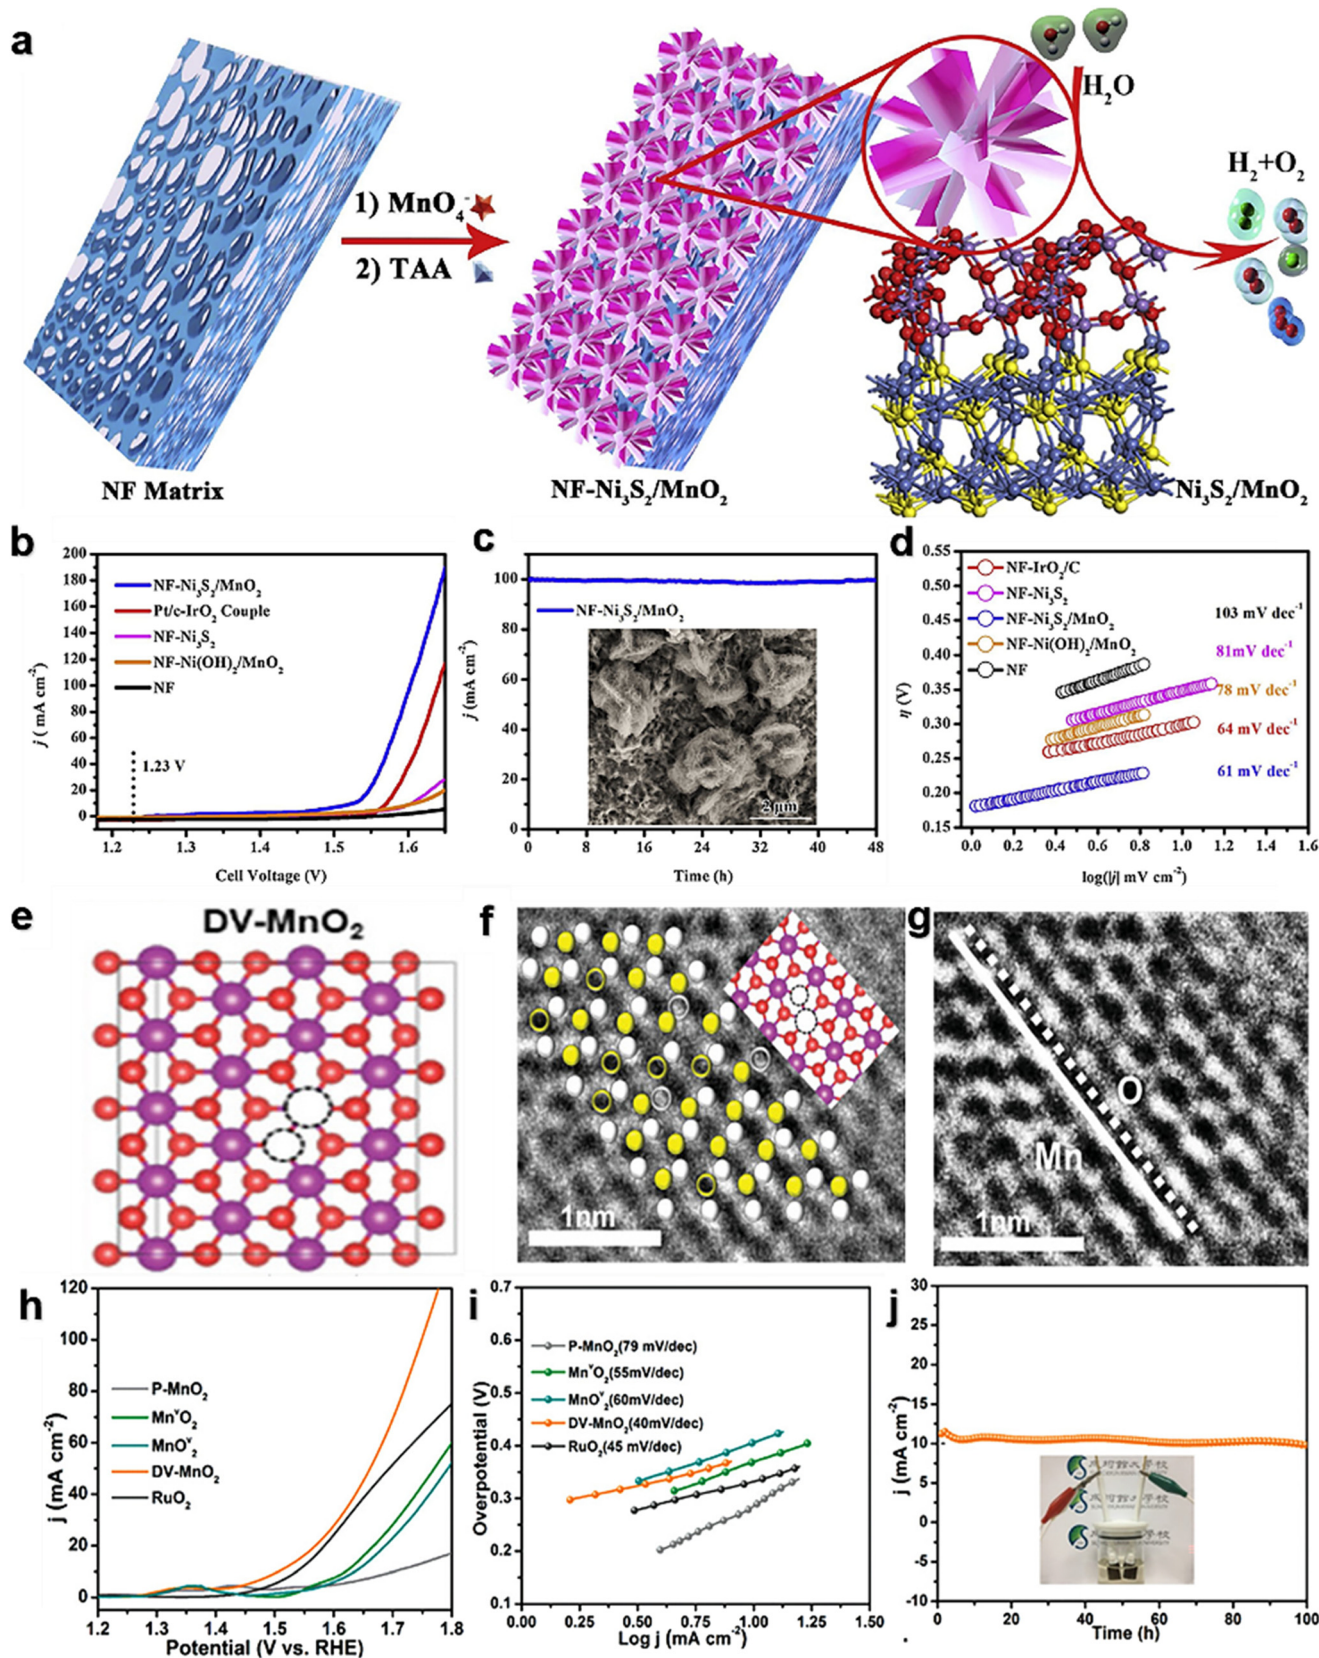 a
H₂O
H₂+O₂
1) MnO₄⁻
2) TAA
NF Matrix
NF-Ni₃S₂/MnO₂
Ni₃S₂/MnO₂
b
200
180
160
140
120
100
80
60
40
20
0
j (mA cm⁻²)
NF-Ni₃S₂/MnO₂
Pt/c-IrO₂ Couple
NF-Ni₃S₂
NF-Ni(OH)₂/MnO₂
NF
1.23 V
1.2 1.3 1.4 1.5 1.6
Cell Voltage (V)
c
100
80
60
40
20
0
j (mA cm⁻²)
NF-Ni₃S₂/MnO₂
2 μm
0 8 16 24 32 40 48
Time (h)
d
0.55
0.50
0.45
0.40
0.35
0.30
0.25
0.20
0.15
η (V)
NF-IrO₂/C
NF-Ni₃S₂
NF-Ni₃S₂/MnO₂
NF-Ni(OH)₂/MnO₂
NF
103 mV dec⁻¹
81mV dec⁻¹
78 mV dec⁻¹
64 mV dec⁻¹
61 mV dec⁻¹
0.0 0.2 0.4 0.6 0.8 1.0 1.2 1.4 1.6
log(|j| mV cm⁻²)
e
DV-MnO₂
f
1nm
g
O
Mn
1nm
h
120
100
80
60
40
20
0
j (mA cm⁻²)
P-MnO₂
MnᵛO₂
MnOᵛ₂
DV-MnO₂
RuO₂
1.2 1.3 1.4 1.5 1.6 1.7 1.8
Potential (V vs. RHE)
i
0.7
0.6
0.5
0.4
0.3
0.2
0.1
Overpotential (V)
P-MnO₂(79 mV/dec)
MnᵛO₂(55mV/dec)
MnOᵛ₂(60mV/dec)
DV-MnO₂(40mV/dec)
RuO₂(45 mV/dec)
0.00 0.25 0.50 0.75 1.00 1.25 1.50
Log j (mA cm⁻²)
j
30
25
20
15
10
5
0
-5
-10
j (mA cm⁻²)
0 20 40 60 80 100
Time (h)